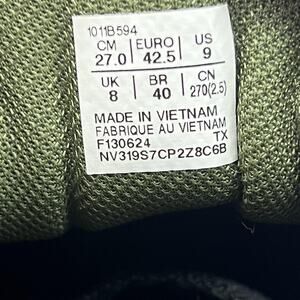 1011B594
CM EURO US
27.0 42.5 9
UK BR CN
8 40 270(2.5)
MADE IN VIETNAM
FABRIQUE AU VIETNAM
F130624 TX
NV319S7CP2Z8C6B